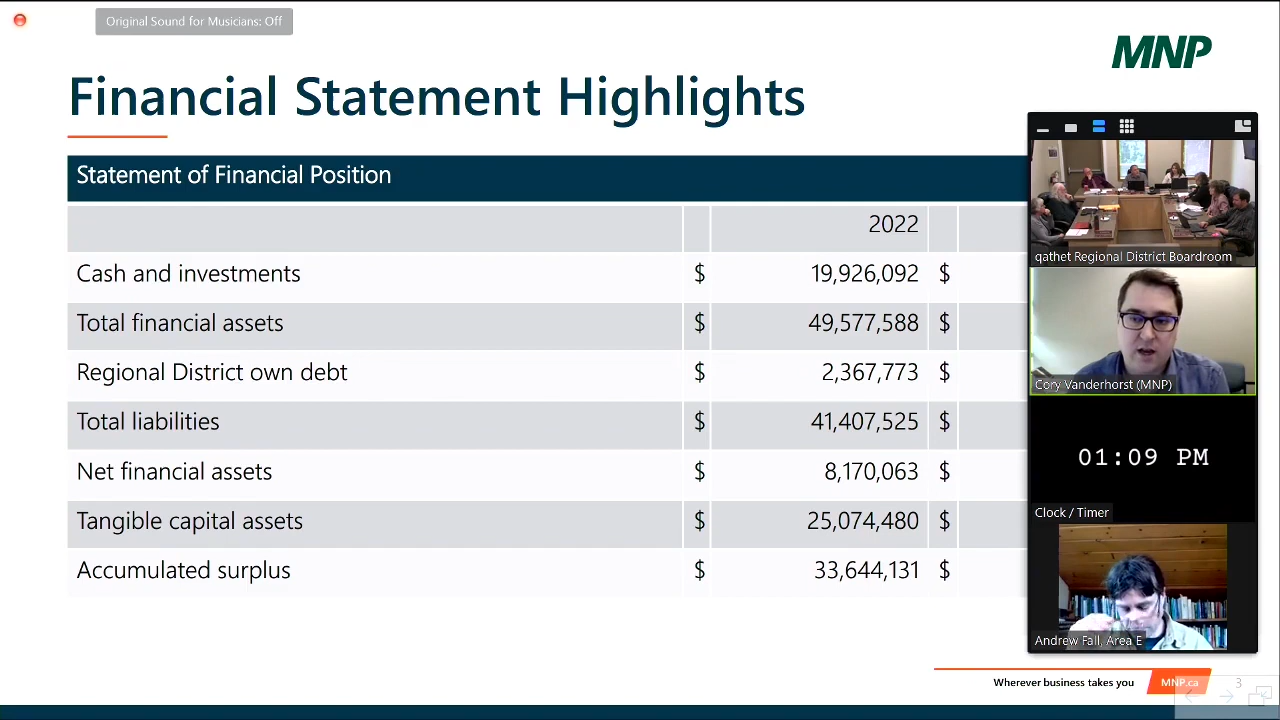 Original Sound for Musicians: Off
MNP
Financial Statement Highlights
Statement of Financial Position
2022
Cash and investments $ 19,926,092 $
Total financial assets $ 49,577,588 $
Regional District own debt $ 2,367,773 $
Total liabilities $ 41,407,525 $
Net financial assets $ 8,170,063 $
Tangible capital assets $ 25,074,480 $
Accumulated surplus $ 33,644,131 $
qathet Regional District Boardroom
Cory Vanderhorst (MNP)
01:09 PM
Clock / Timer
Andrew Fall, Area E
Wherever business takes you
MNP.ca
3